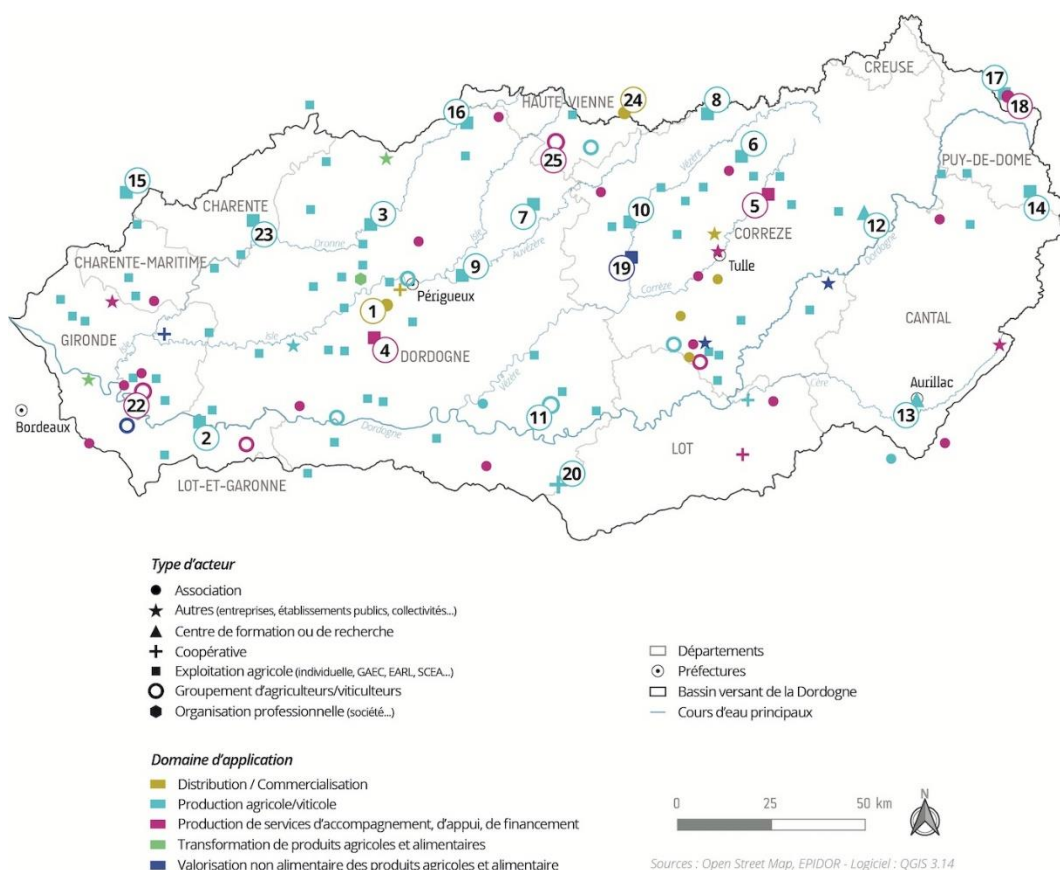 CREUSE
17
18
24
HAUTE-VIENNE
8
16
25
6
PUY-DE-DOME
Vézère
15
CHARENTE
5
14
3
7
10
12
23
Isle
Dronne
Auvézère
CORREZE
Dordogne
CHARENTE-MARITIME
9
19
Tulle
Corrèze
Périgueux
1
CANTAL
GIRONDE
Isle
Isle
4
DORDOGNE
Vézère
Cère
Aurillac
22
Bordeaux
2
Dordogne
11
13
LOT
20
LOT-ET-GARONNE
Type d'acteur
Association
Autres (entreprises, établissements publics, collectivités...)
Centre de formation ou de recherche
Coopérative
Exploitation agricole (individuelle, GAEC, EARL, SCEA...)
Groupement d'agriculteurs/viticulteurs
Organisation professionnelle (société...)
Départements
Préfectures
Bassin versant de la Dordogne
Cours d'eau principaux
Domaine d'application
Distribution / Commercialisation
Production agricole/viticole
Production de services d'accompagnement, d'appui, de financement
Transformation de produits agricoles et alimentaires
Valorisation non alimentaire des produits agricoles et alimentaire
0 25 50 km
N
Sources : Open Street Map, EPIDOR - Logiciel : QGIS 3.14